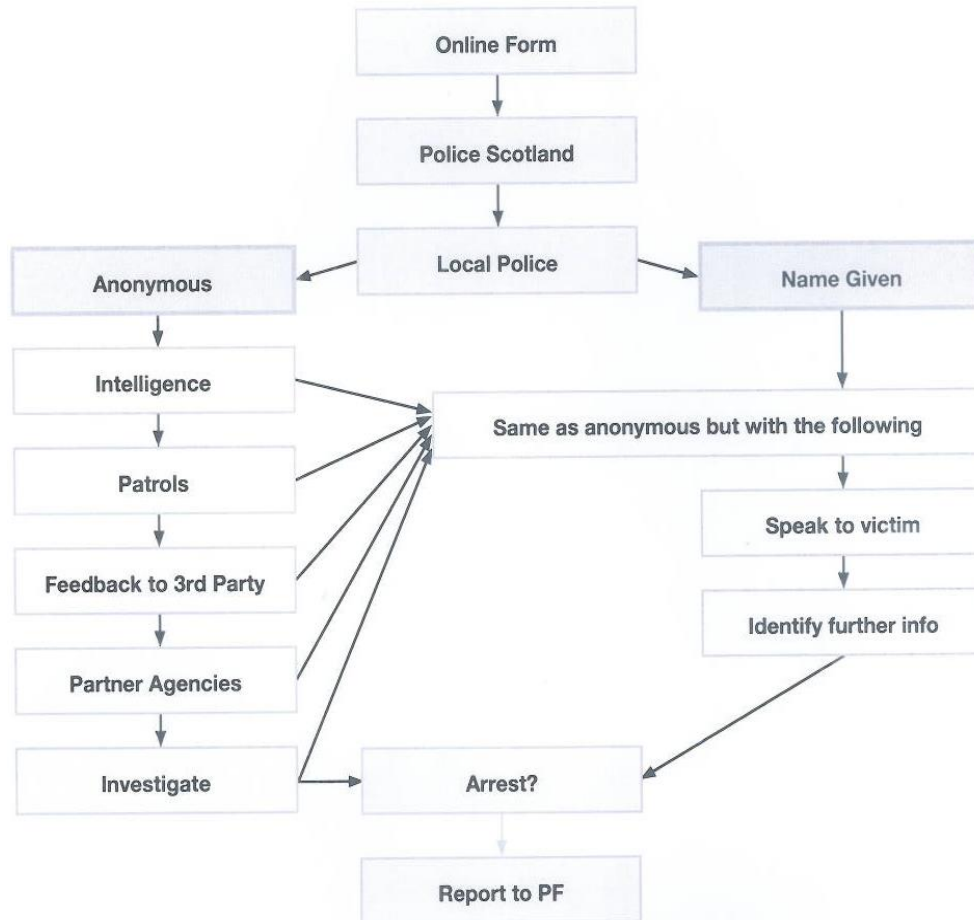 Online Form
Police Scotland
Local Police
Anonymous
Name Given
Intelligence
Same as anonymous but with the following
Patrols
Speak to victim
Feedback to 3rd Party
Identify further info
Partner Agencies
Investigate
Arrest?
Report to PF